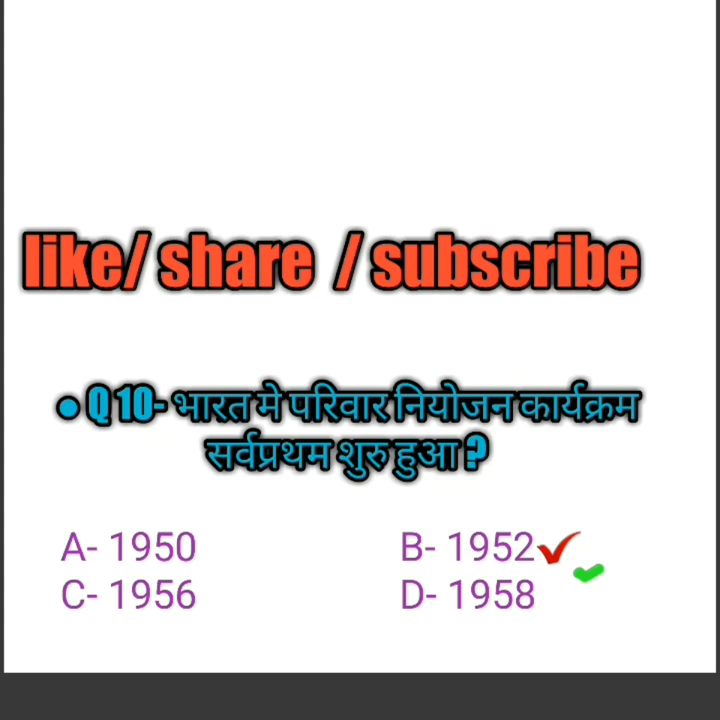 like/ share / subscribe
● Q 10- भारत मे परिवार नियोजन कार्यक्रम
सर्वप्रथम शुरु हुआ ?
A- 1950 B- 1952
C- 1956 D- 1958